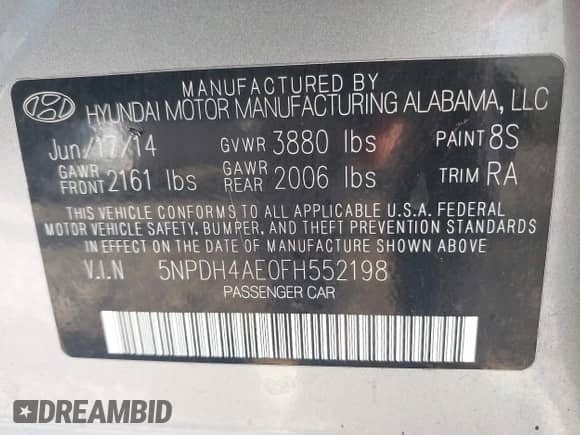 MANUFACTURED BY
HYUNDAI MOTOR MANUFACTURING ALABAMA, LLC
Jun/17/14 GVWR 3880 lbs PAINT 8S
GAWR FRONT 2161 lbs GAWR REAR 2006 lbs TRIM RA
THIS VEHICLE CONFORMS TO ALL APPLICABLE U.S.A. FEDERAL
MOTOR VEHICLE SAFETY, BUMPER, AND THEFT PREVENTION STANDARDS
IN EFFECT ON THE DATE OF MANUFACTURE SHOWN ABOVE.
V.I.N 5NPDH4AE0FH552198
PASSENGER CAR
DREAMBID